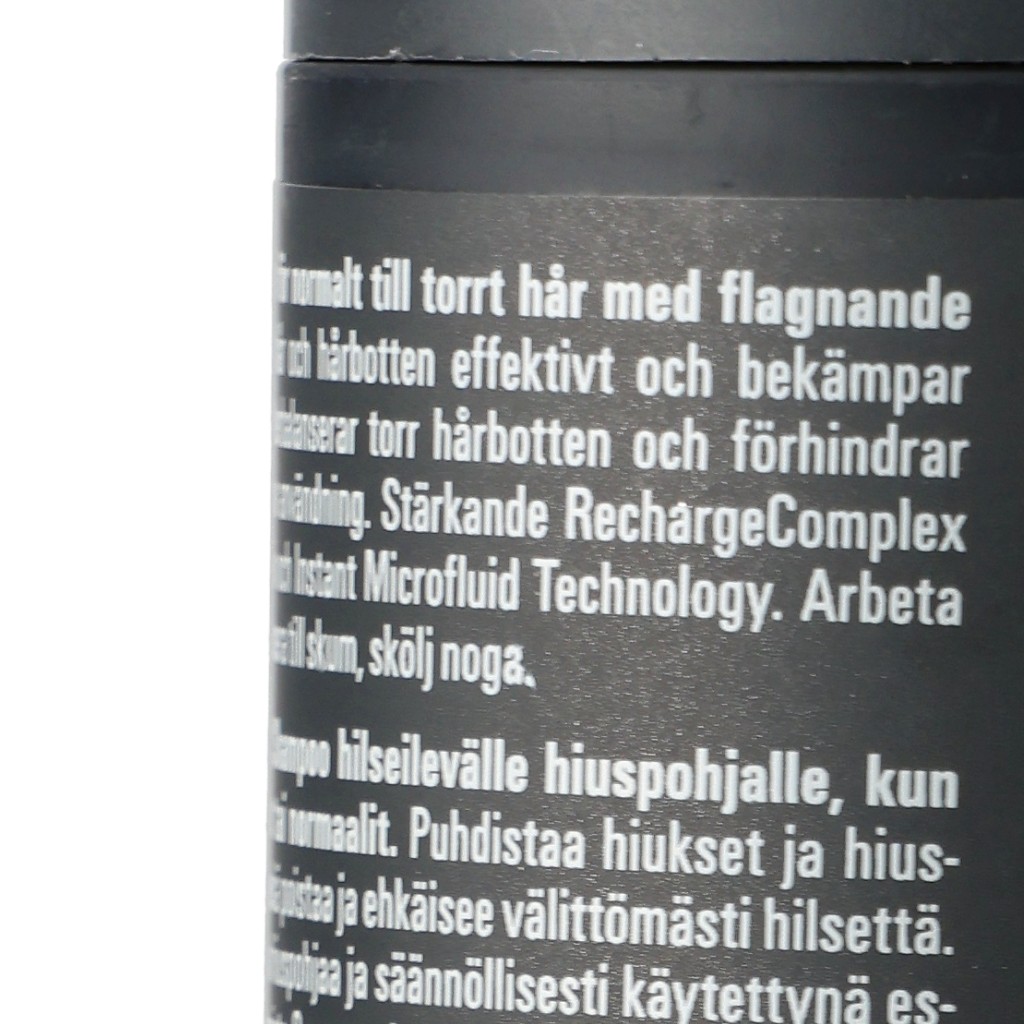 normalt till torrt hår med flagnande
och hårbotten effektivt och bekämpar
torr hårbotten och förhindrar
Stärkande RechargeComplex
Instant Microfluid Technology. Arbeta
till skum, skölj noga.
hilseilevälle hiuspohjalle, kun
normaalit. Puhdistaa hiukset ja hius-
ja ehkäisee välittömästi hilsettä.
ja säännöllisesti käytettynä es-